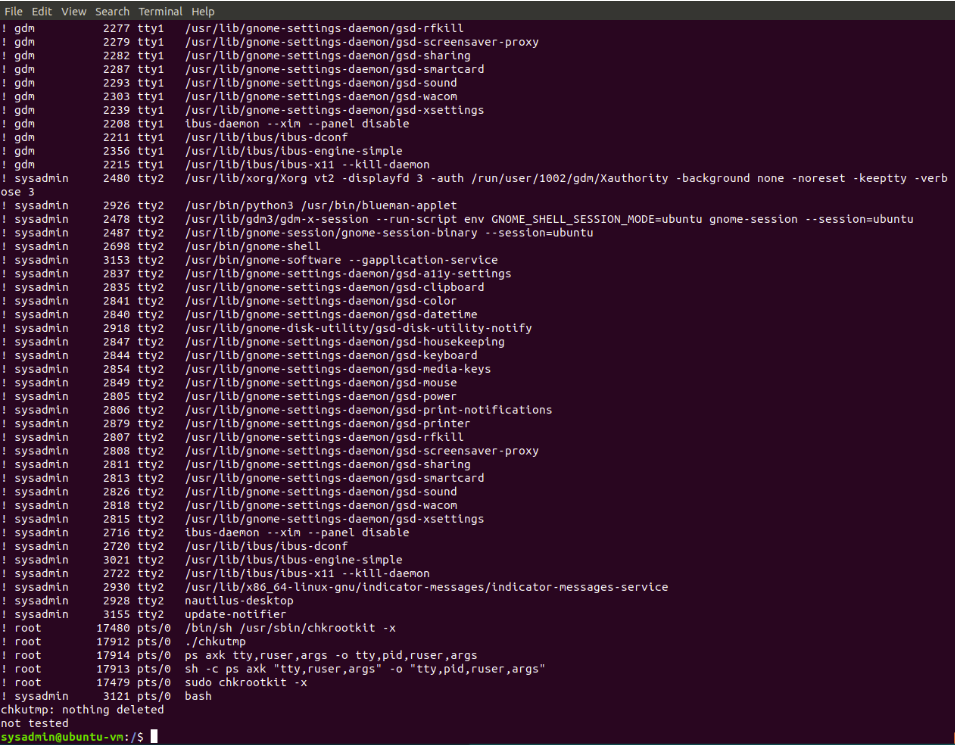 File Edit View Search Terminal Help
! gdm 2277 tty1 /usr/lib/gnome-settings-daemon/gsd-rfkill
! gdm 2279 tty1 /usr/lib/gnome-settings-daemon/gsd-screensaver-proxy
! gdm 2282 tty1 /usr/lib/gnome-settings-daemon/gsd-sharing
! gdm 2287 tty1 /usr/lib/gnome-settings-daemon/gsd-smartcard
! gdm 2293 tty1 /usr/lib/gnome-settings-daemon/gsd-sound
! gdm 2303 tty1 /usr/lib/gnome-settings-daemon/gsd-wacom
! gdm 2239 tty1 /usr/lib/gnome-settings-daemon/gsd-xsettings
! gdm 2208 tty1 ibus-daemon --xim --panel disable
! gdm 2211 tty1 /usr/lib/ibus/ibus-dconf
! gdm 2356 tty1 /usr/lib/ibus/ibus-engine-simple
! gdm 2215 tty1 /usr/lib/ibus/ibus-x11 --kill-daemon
! sysadmin 2480 tty2 /usr/lib/xorg/Xorg vt2 -displayfd 3 -auth /run/user/1002/gdm/Xauthority -background none -noreset -keeptty -verb
ose 3
! sysadmin 2926 tty2 /usr/bin/python3 /usr/bin/blueman-applet
! sysadmin 2478 tty2 /usr/lib/gdm3/gdm-x-session --run-script env GNOME_SHELL_SESSION_MODE=ubuntu gnome-session --session=ubuntu
! sysadmin 2487 tty2 /usr/lib/gnome-session/gnome-session-binary --session=ubuntu
! sysadmin 2698 tty2 /usr/bin/gnome-shell
! sysadmin 3153 tty2 /usr/bin/gnome-software --gapplication-service
! sysadmin 2837 tty2 /usr/lib/gnome-settings-daemon/gsd-a11y-settings
! sysadmin 2835 tty2 /usr/lib/gnome-settings-daemon/gsd-clipboard
! sysadmin 2841 tty2 /usr/lib/gnome-settings-daemon/gsd-color
! sysadmin 2840 tty2 /usr/lib/gnome-settings-daemon/gsd-datetime
! sysadmin 2918 tty2 /usr/lib/gnome-disk-utility/gsd-disk-utility-notify
! sysadmin 2847 tty2 /usr/lib/gnome-settings-daemon/gsd-housekeeping
! sysadmin 2844 tty2 /usr/lib/gnome-settings-daemon/gsd-keyboard
! sysadmin 2854 tty2 /usr/lib/gnome-settings-daemon/gsd-media-keys
! sysadmin 2849 tty2 /usr/lib/gnome-settings-daemon/gsd-mouse
! sysadmin 2805 tty2 /usr/lib/gnome-settings-daemon/gsd-power
! sysadmin 2806 tty2 /usr/lib/gnome-settings-daemon/gsd-print-notifications
! sysadmin 2879 tty2 /usr/lib/gnome-settings-daemon/gsd-printer
! sysadmin 2807 tty2 /usr/lib/gnome-settings-daemon/gsd-rfkill
! sysadmin 2808 tty2 /usr/lib/gnome-settings-daemon/gsd-screensaver-proxy
! sysadmin 2811 tty2 /usr/lib/gnome-settings-daemon/gsd-sharing
! sysadmin 2813 tty2 /usr/lib/gnome-settings-daemon/gsd-smartcard
! sysadmin 2826 tty2 /usr/lib/gnome-settings-daemon/gsd-sound
! sysadmin 2818 tty2 /usr/lib/gnome-settings-daemon/gsd-wacom
! sysadmin 2815 tty2 /usr/lib/gnome-settings-daemon/gsd-xsettings
! sysadmin 2716 tty2 ibus-daemon --xim --panel disable
! sysadmin 2720 tty2 /usr/lib/ibus/ibus-dconf
! sysadmin 3021 tty2 /usr/lib/ibus/ibus-engine-simple
! sysadmin 2722 tty2 /usr/lib/ibus/ibus-x11 --kill-daemon
! sysadmin 2930 tty2 /usr/lib/x86_64-linux-gnu/indicator-messages/indicator-messages-service
! sysadmin 2928 tty2 nautilus-desktop
! sysadmin 3155 tty2 update-notifier
! root 17480 pts/0 /bin/sh /usr/sbin/chkrootkit -x
! root 17912 pts/0 ./chkutmp
! root 17914 pts/0 ps axk tty,ruser,args -o tty,pid,ruser,args
! root 17913 pts/0 sh -c ps axk "tty,ruser,args" -o "tty,pid,ruser,args"
! root 17479 pts/0 sudo chkrootkit -x
! sysadmin 3121 pts/0 bash
chkutmp: nothing deleted
not tested
sysadmin@ubuntu-vm:/$